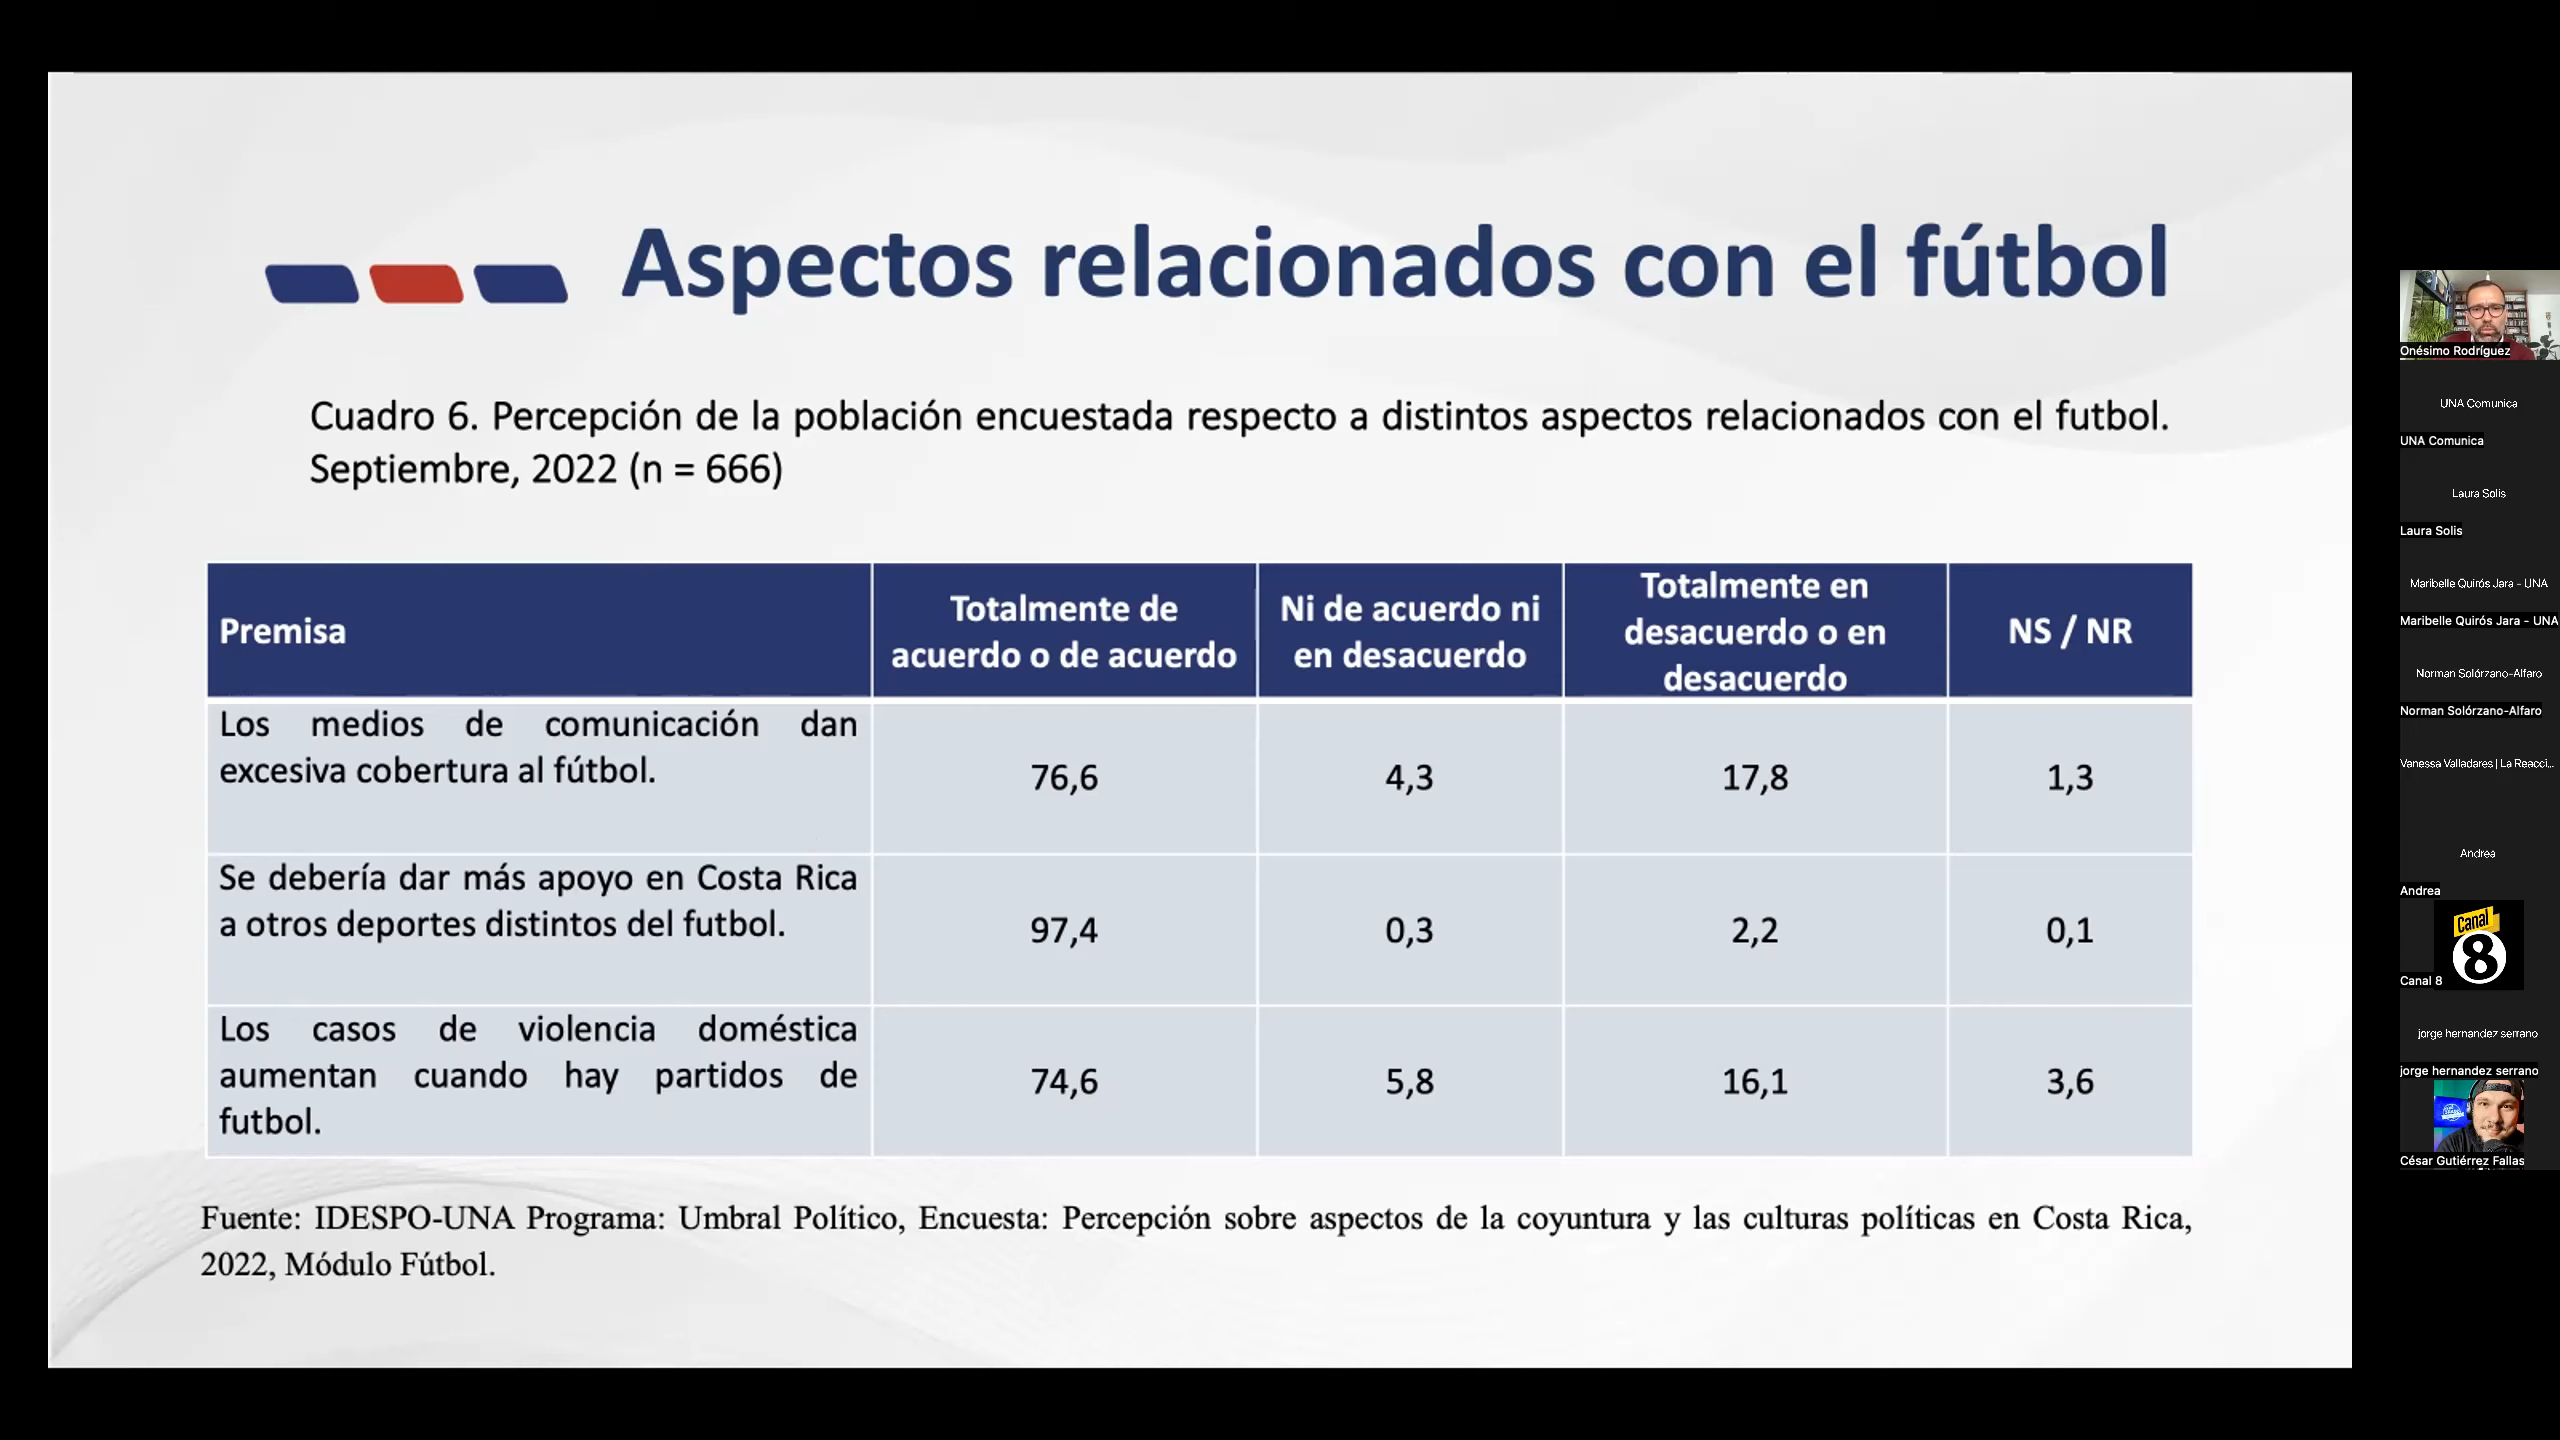 Aspectos relacionados con el fútbol
Cuadro 6. Percepción de la población encuestada respecto a distintos aspectos relacionados con el futbol.
Septiembre, 2022 (n = 666)
Premisa
Totalmente de
acuerdo o de acuerdo
Ni de acuerdo ni
en desacuerdo
Totalmente en
desacuerdo o en
desacuerdo
NS / NR
Los medios de comunicación dan
excesiva cobertura al fútbol.
76,6
4,3
17,8
1,3
Se debería dar más apoyo en Costa Rica
a otros deportes distintos del futbol.
97,4
0,3
2,2
0,1
Los casos de violencia doméstica
aumentan cuando hay partidos de
futbol.
74,6
5,8
16,1
3,6
Fuente: IDESPO-UNA Programa: Umbral Político, Encuesta: Percepción sobre aspectos de la coyuntura y las culturas políticas en Costa Rica,
2022, Módulo Fútbol.
Onésimo Rodríguez
UNA Comunica
UNA Comunica
Laura Solis
Laura Solis
Maribelle Quirós Jara - UNA
Maribelle Quirós Jara - UNA
Norman Solórzano-Alfaro
Norman Solórzano-Alfaro
Vanessa Valladares | La Reacci...
Andrea
Andrea
Canal
8
Canal 8
jorge hernandez serrano
jorge hernandez serrano
César Gutiérrez Fallas